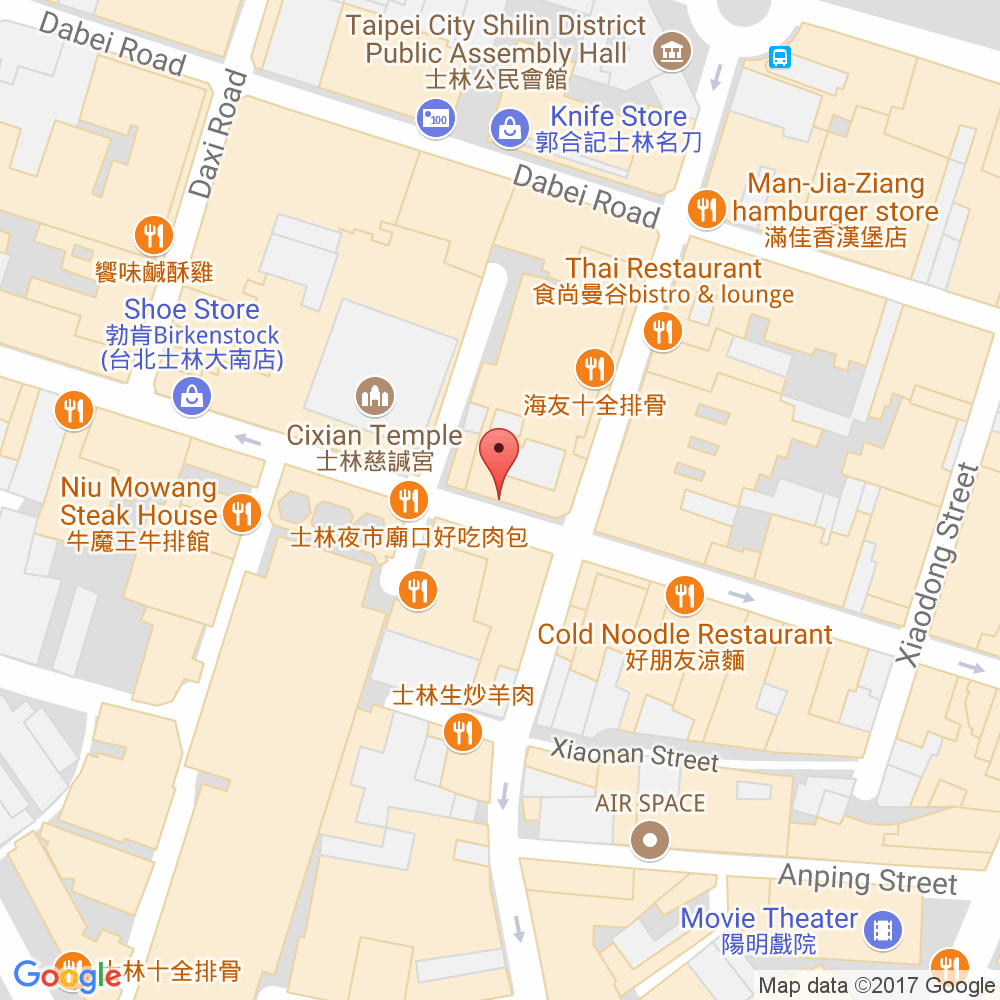 Dabei Road
Taipei City Shilin District
Public Assembly Hall
士林公民會館
Daxi Road
100
Knife Store
郭合記士林名刀
Dabei Road
Man-Jia-Ziang
hamburger store
滿佳香漢堡店
饗味鹹酥雞
Thai Restaurant
食尚曼谷bistro & lounge
Shoe Store
勃肯Birkenstock
(台北士林大南店)
海友十全排骨
Cixian Temple
士林慈諴宮
Niu Mowang
Steak House
牛魔王牛排館
士林夜市廟口好吃肉包
Xiaodong Street
Cold Noodle Restaurant
好朋友涼麵
士林生炒羊肉
Xiaonan Street
AIR SPACE
Anping Street
Movie Theater
陽明戲院
士林十全排骨
Google
Map data ©2017 Google